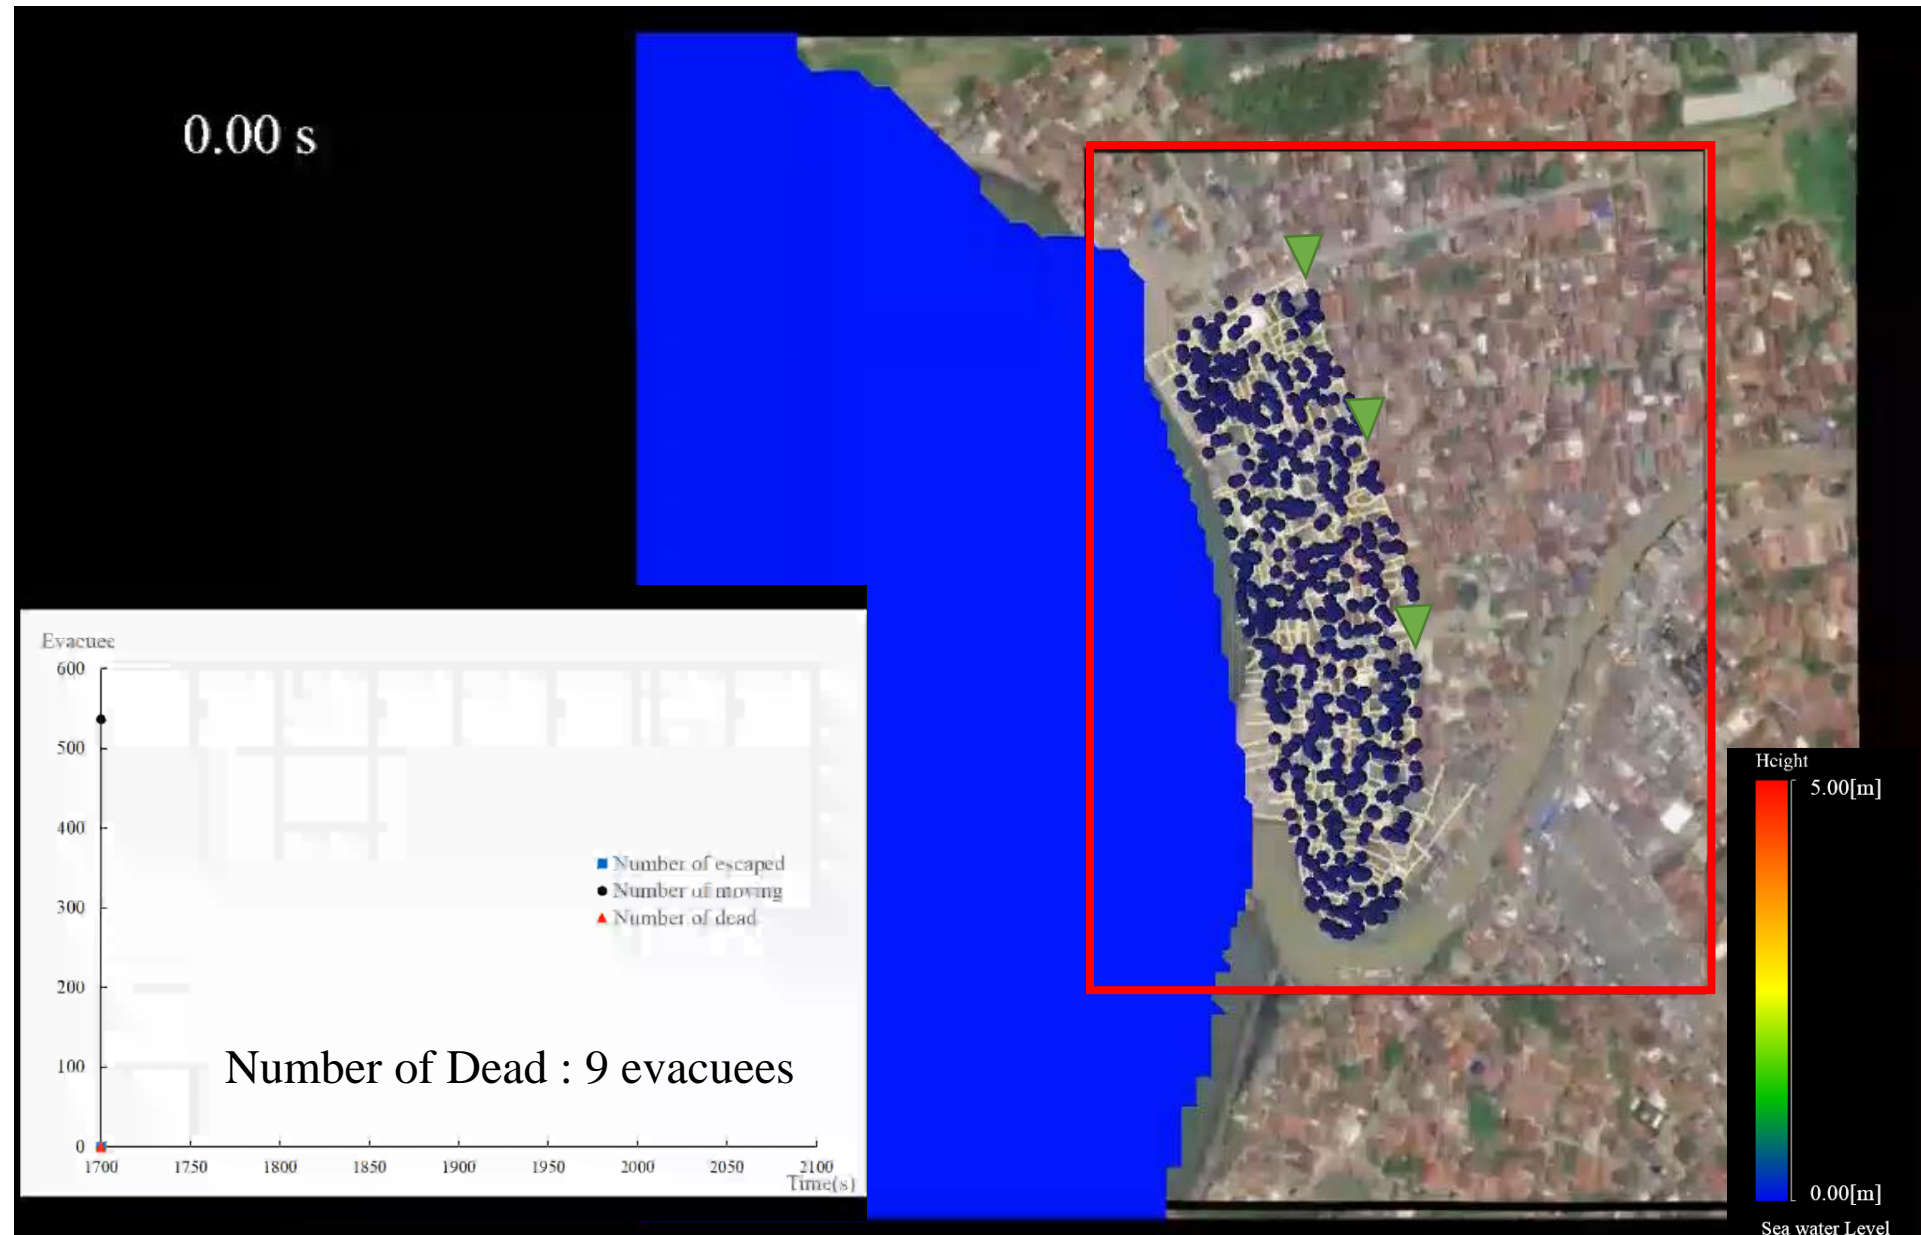 0.00 s
Evacuee
600
500
400
300
200
100
0
1700 1750 1800 1850 1900 1950 2000 2050 2100
Time(s)
Number of escaped
Number of moving
Number of dead
Number of Dead : 9 evacuees
Height
5.00[m]
0.00[m]
Sea water Level